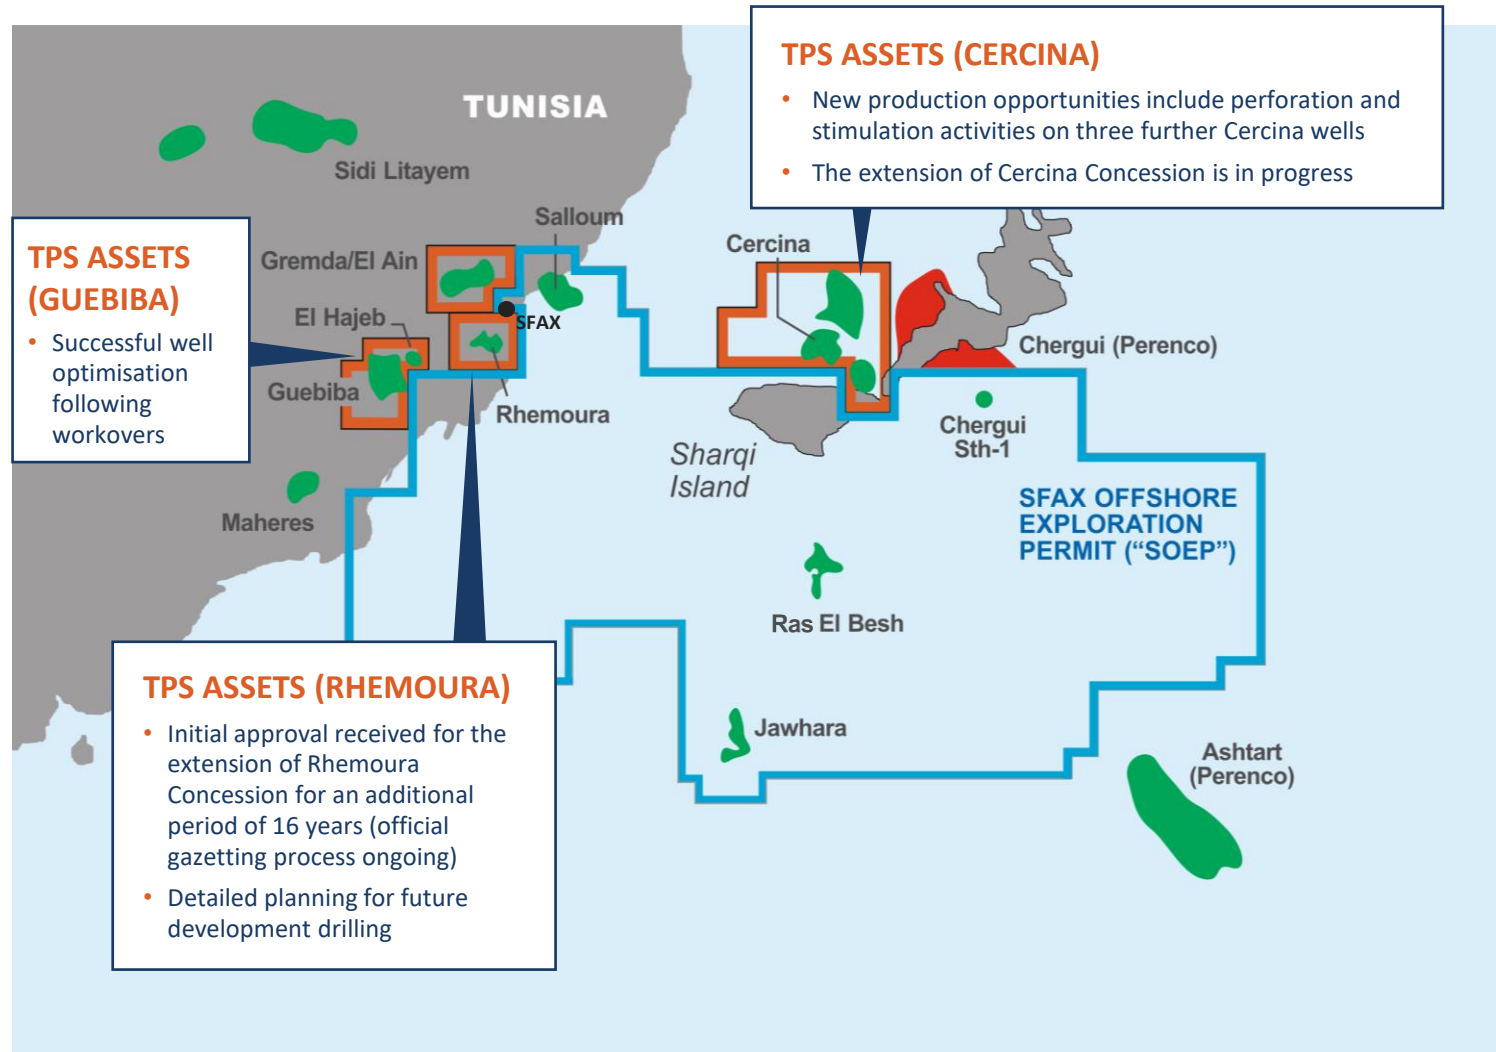 TPS ASSETS (CERCINA)
• New production opportunities include perforation and
stimulation activities on three further Cercina wells
• The extension of Cercina Concession is in progress
TUNISIA
Sidi Litayem
Salloum
Cercina
TPS ASSETS
(GUEBIBA)
• Successful well
optimisation
following
workovers
Gremda/El Ain
El Hajeb
SFAX
Guebiba
Rhemoura
Chergui (Perenco)
Chergui
Sth-1
Sharqi
Island
Maheres
SFAX OFFSHORE
EXPLORATION
PERMIT (“SOEP”)
Ras El Besh
TPS ASSETS (RHEMOURA)
• Initial approval received for the
extension of Rhemoura
Concession for an additional
period of 16 years (official
gazetting process ongoing)
• Detailed planning for future
development drilling
Jawhara
Ashtart
(Perenco)